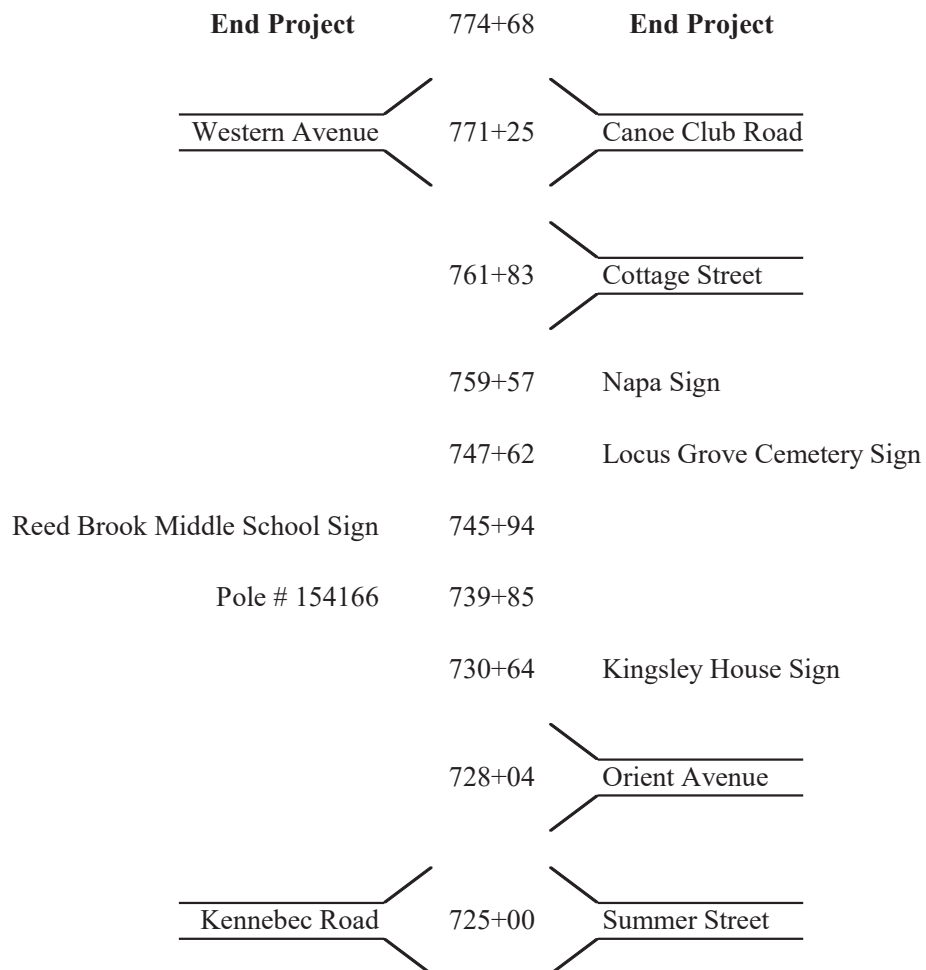 End Project 774+68 End Project
Western Avenue 771+25 Canoe Club Road
761+83 Cottage Street
759+57 Napa Sign
747+62 Locus Grove Cemetery Sign
Reed Brook Middle School Sign 745+94
Pole # 154166 739+85
730+64 Kingsley House Sign
728+04 Orient Avenue
Kennebec Road 725+00 Summer Street